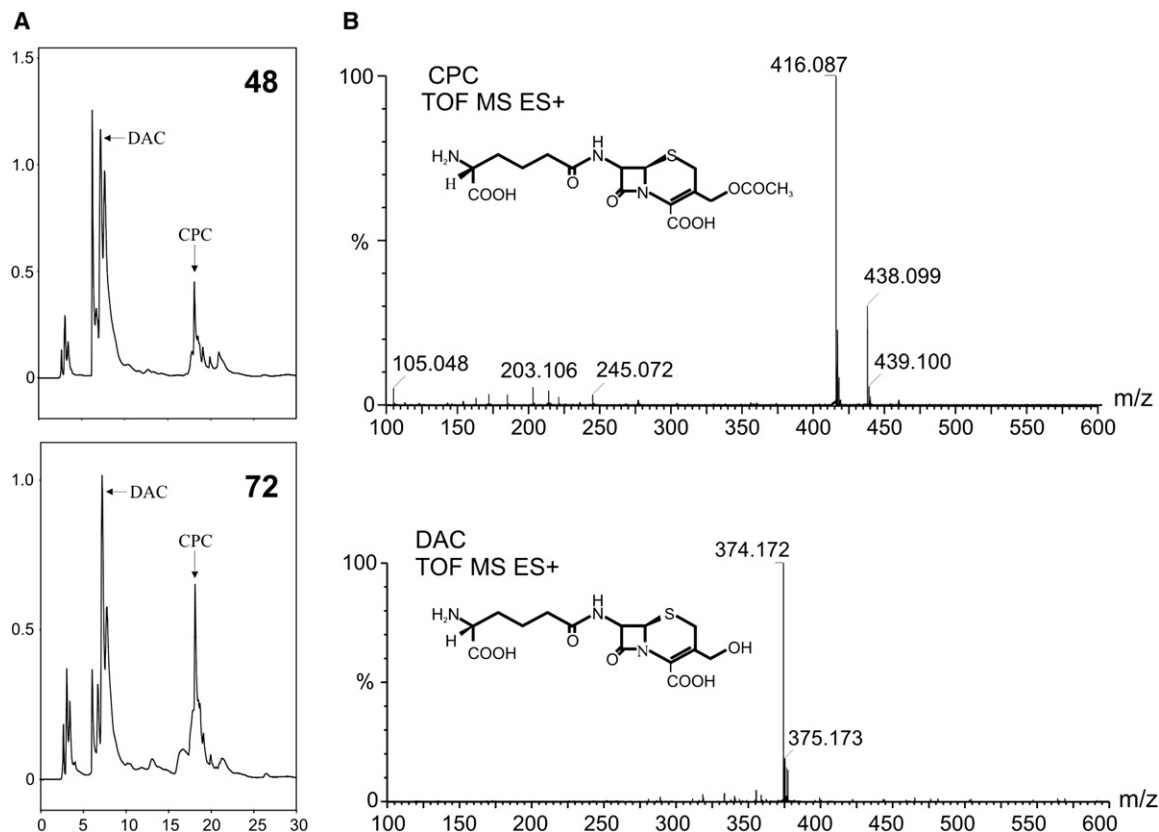 A
48
1.5
1.0
0.5
0
DAC
CPC
72
1.0
0.5
0
DAC
CPC
0 5 10 15 20 25 30
B
CPC
TOF MS ES+
100
%
0
416.087
438.099
439.100
105.048
203.106
245.072
H₂N
H
COOH
O
H
N
S
O
N
OCOCH₃
COOH
100 150 200 250 300 350 400 450 500 550 600
m/z
DAC
TOF MS ES+
100
%
0
374.172
375.173
H₂N
H
COOH
O
H
N
S
O
N
OH
COOH
100 150 200 250 300 350 400 450 500 550 600
m/z